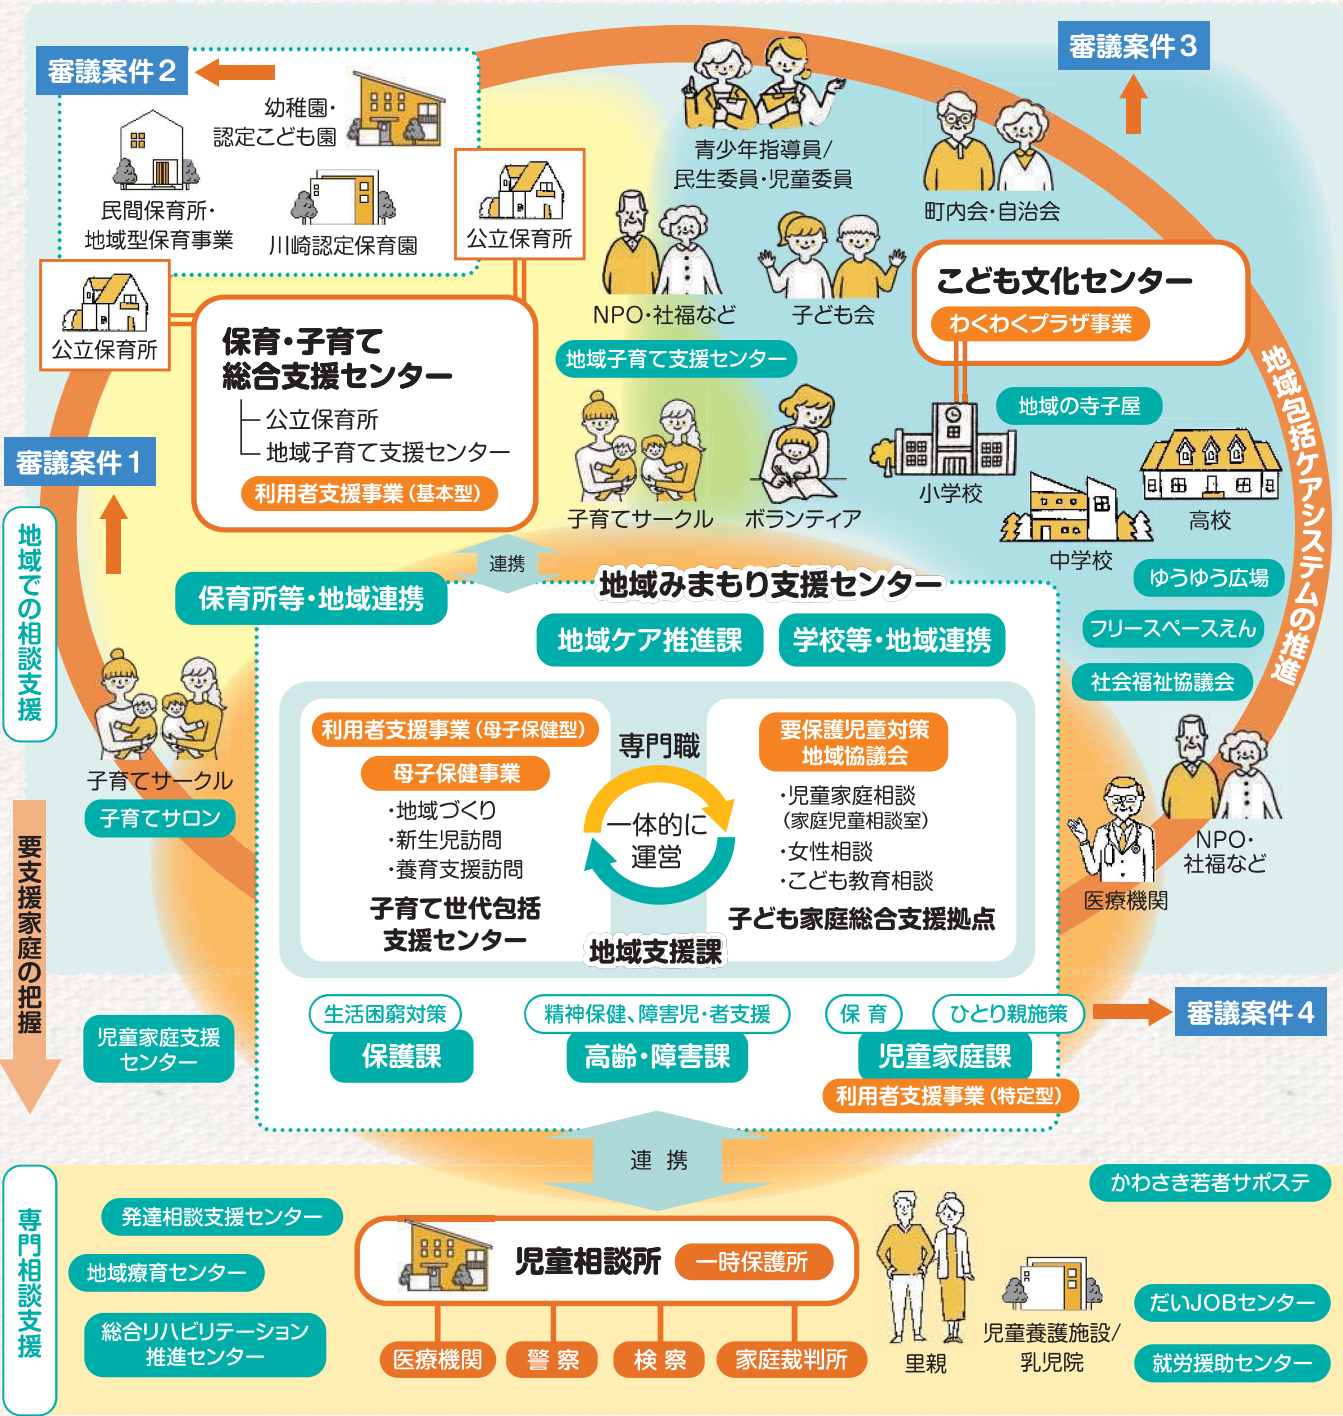 審議案件2
幼稚園・
認定こども園
民間保育所・
地域型保育事業
川崎認定保育園
公立保育所
公立保育所
審議案件3
青少年指導員/
民生委員・児童委員
町内会・自治会
NPO・社福など
子ども会
地域子育て支援センター
こども文化センター
わくわくプラザ事業
保育・子育て
総合支援センター
公立保育所
地域子育て支援センター
利用者支援事業(基本型)
審議案件1
子育てサークル
ボランティア
小学校
地域の寺子屋
中学校
高校
ゆうゆう広場
フリースペースえん
社会福祉協議会
地域包括ケアシステムの推進
地域での相談支援
連携
保育所等・地域連携
地域みまもり支援センター
地域ケア推進課
学校等・地域連携
子育てサークル
子育てサロン
利用者支援事業(母子保健型)
母子保健事業
・地域づくり
・新生児訪問
・養育支援訪問
子育て世代包括
支援センター
専門職
一体的に
運営
地域支援課
要保護児童対策
地域協議会
・児童家庭相談
(家庭児童相談室)
・女性相談
・こども教育相談
子ども家庭総合支援拠点
NPO・
社福など
医療機関
要支援家庭の把握
児童家庭支援
センター
生活困窮対策
保護課
精神保健、障害児・者支援
高齢・障害課
保育
ひとり親施策
児童家庭課
利用者支援事業(特定型)
審議案件4
連携
専門相談支援
発達相談支援センター
地域療育センター
総合リハビリテーション
推進センター
児童相談所
一時保護所
医療機関
警察
検察
家庭裁判所
里親
児童養護施設/
乳児院
かわさき若者サポステ
だいJOBセンター
就労援助センター